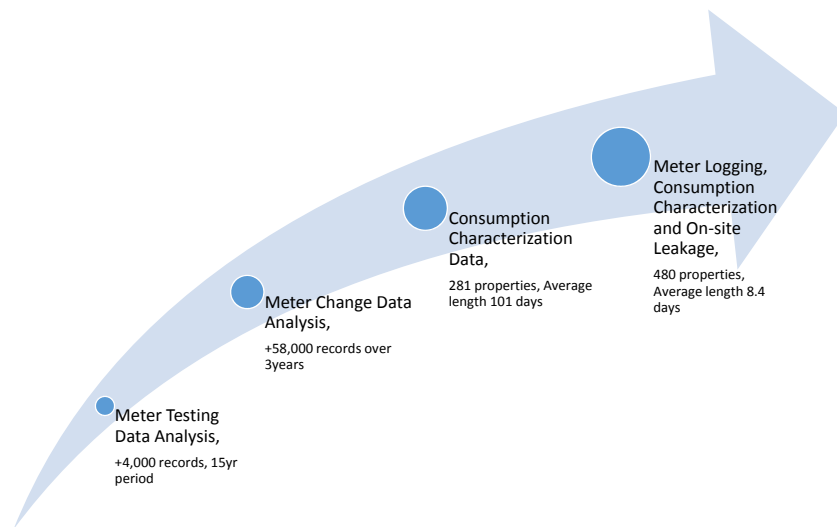 Meter Testing
Data Analysis,
+4,000 records, 15yr
period
Meter Change Data
Analysis,
+58,000 records over
3years
Consumption
Characterization
Data,
281 properties, Average
length 101 days
Meter Logging,
Consumption
Characterization
and On-site
Leakage,
480 properties,
Average length 8.4
days